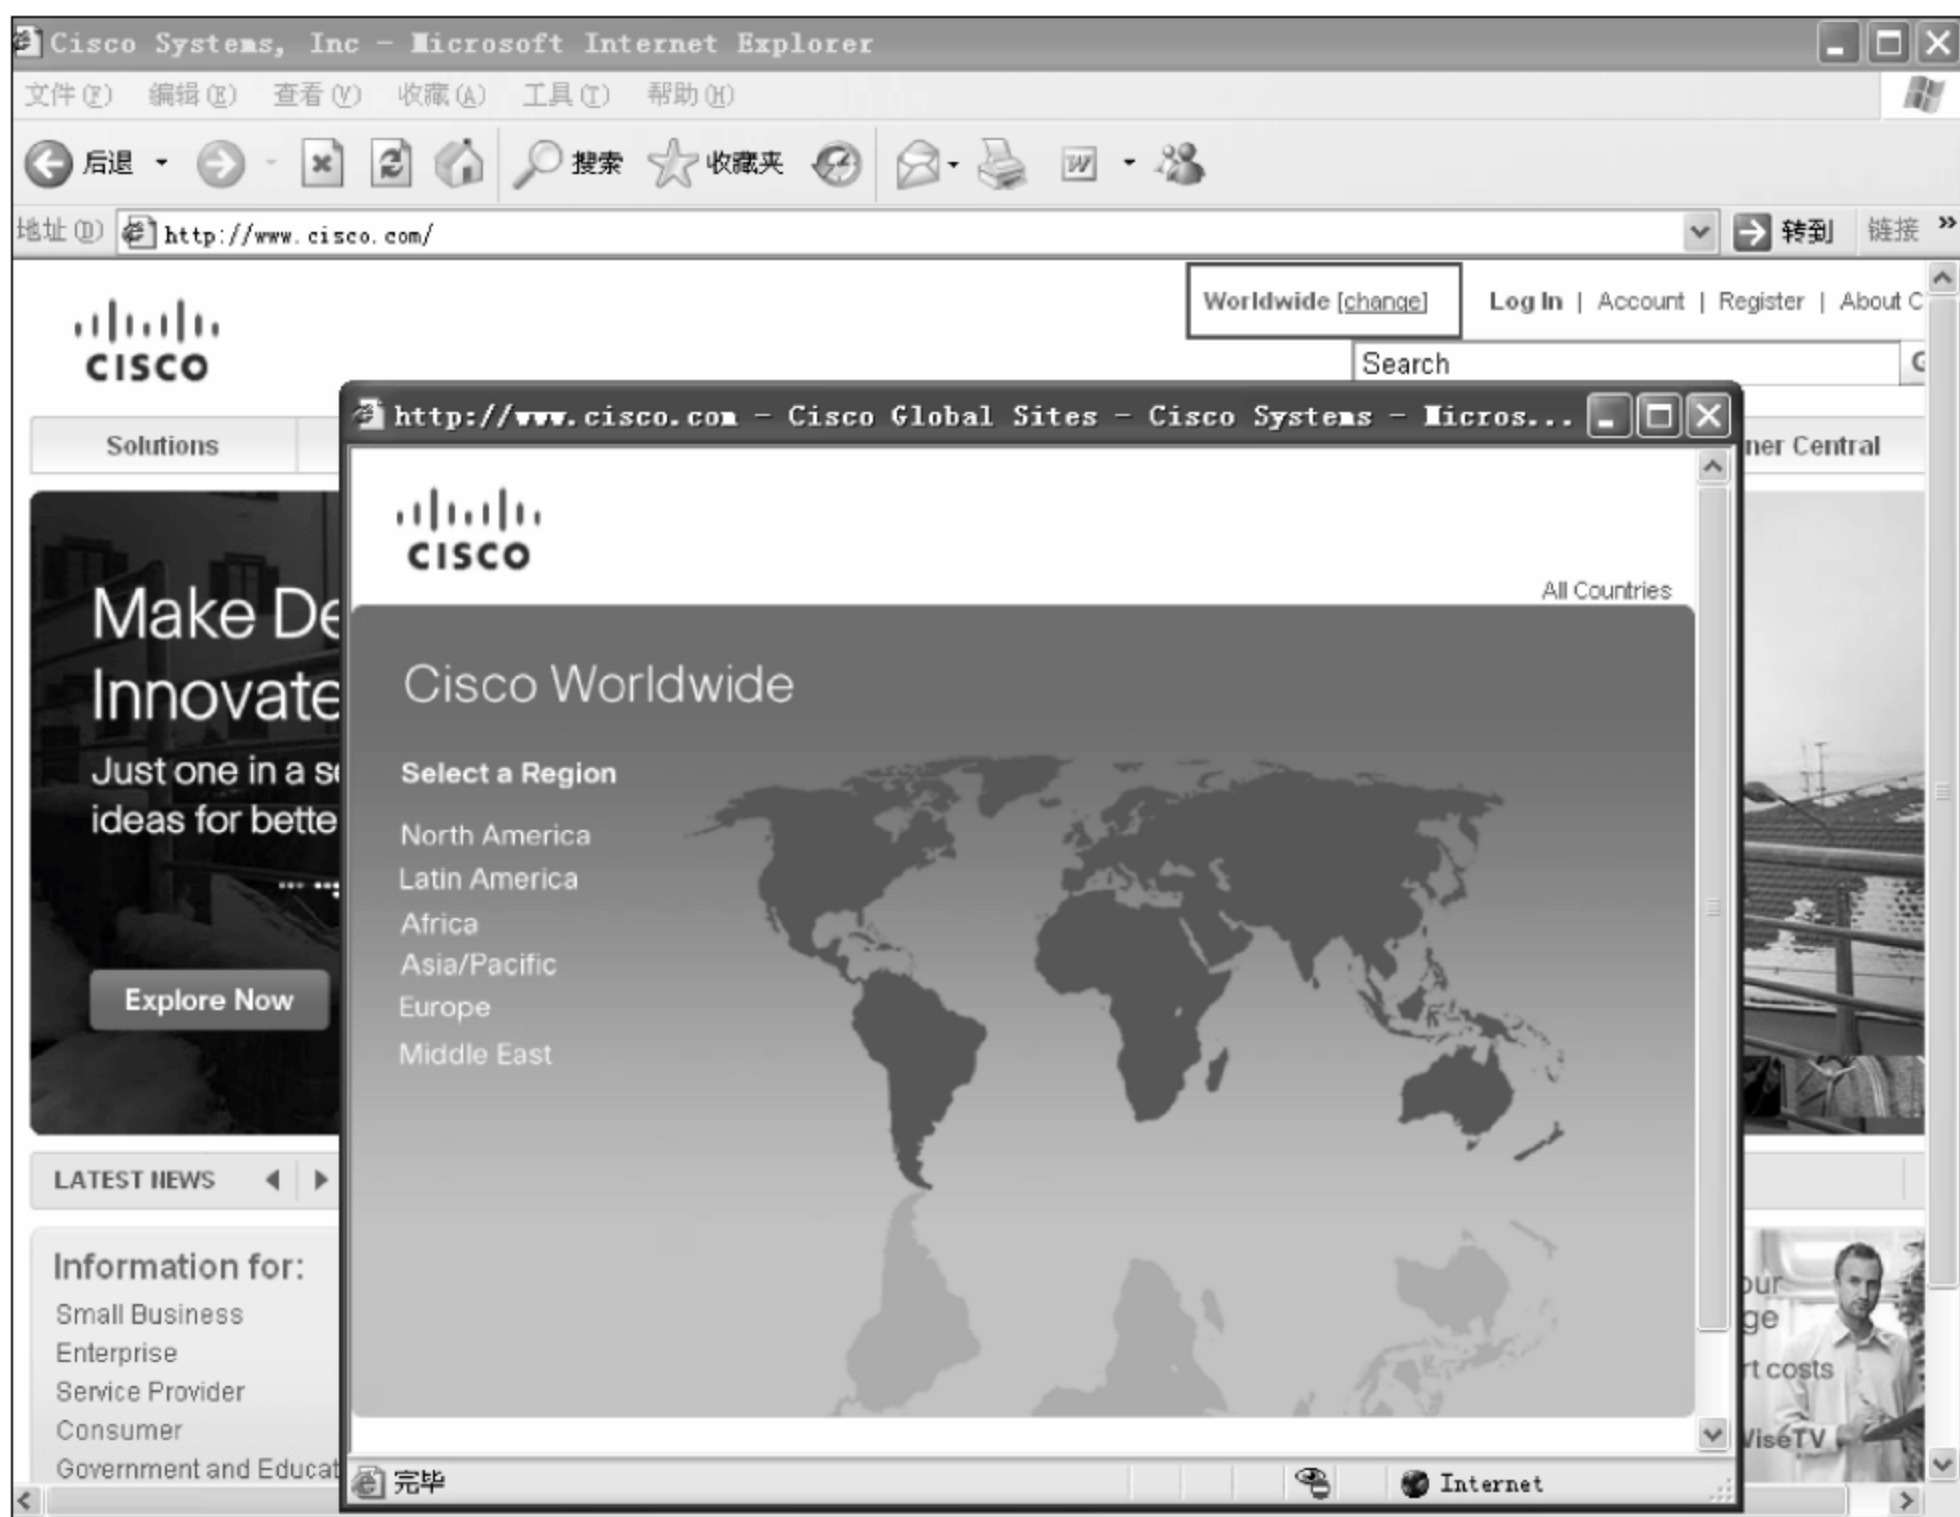 Cisco Systems, Inc - Microsoft Internet Explorer
文件(F) 编辑(E) 查看(V) 收藏(A) 工具(T) 帮助(H)
后退 搜索 收藏夹
地址(D) http://www.cisco.com/ 转到 链接 »
Worldwide [change] Log In | Account | Register | About
CISCO
Search
http://www.cisco.com - Cisco Global Sites - Cisco Systems - Micros...
Solutions
ner Central
CISCO
All Countries
Make De
Innovate
Just one in a s
ideas for bette
Explore Now
Cisco Worldwide
Select a Region
North America
Latin America
Africa
Asia/Pacific
Europe
Middle East
LATEST NEWS
Information for:
Small Business
Enterprise
Service Provider
Consumer
Government and Educat
our
ge
rt costs
WiseTV
完毕 Internet